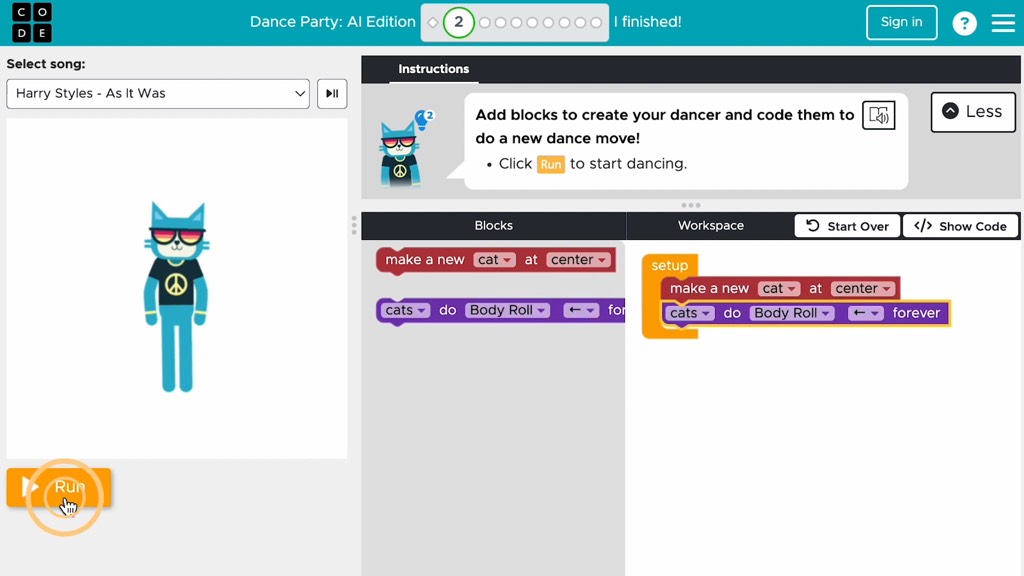 CO
DE
Dance Party: AI Edition
2
I finished!
Sign in
?
Select song:
Harry Styles - As It Was
Instructions
2
Add blocks to create your dancer and code them to
do a new dance move!
• Click Run to start dancing.
Less
Blocks
Workspace
Start Over
</> Show Code
make a new cat at center
cats do Body Roll ← for
setup
make a new cat at center
cats do Body Roll ← forever
Run